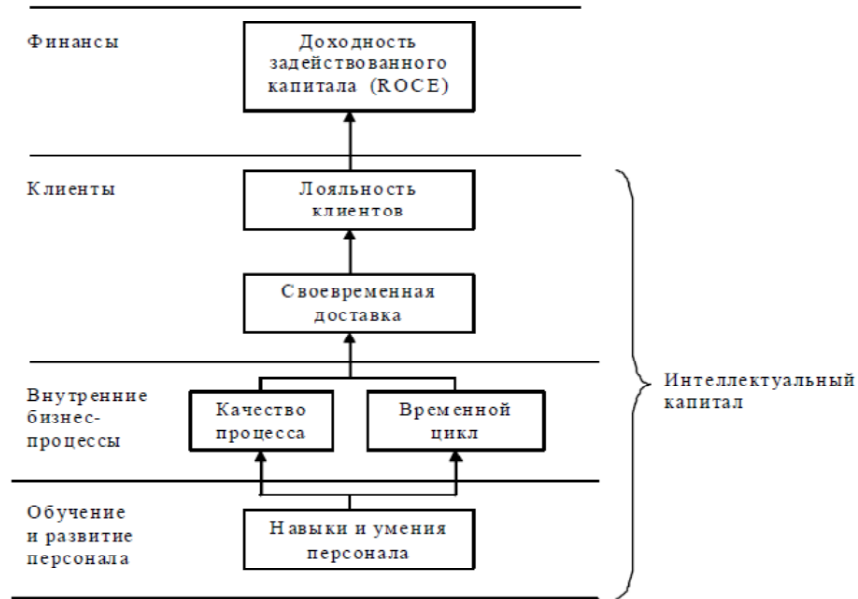 Финансы
Доходность
задействованного
капитала (ROCE)
Клиенты
Лояльность
клиентов
Своевременная
доставка
Внутренние
бизнес-
процессы
Качество
процесса
Временной
цикл
Интеллектуальный
капитал
Обучение
и развитие
персонала
Навыки и умения
персонала